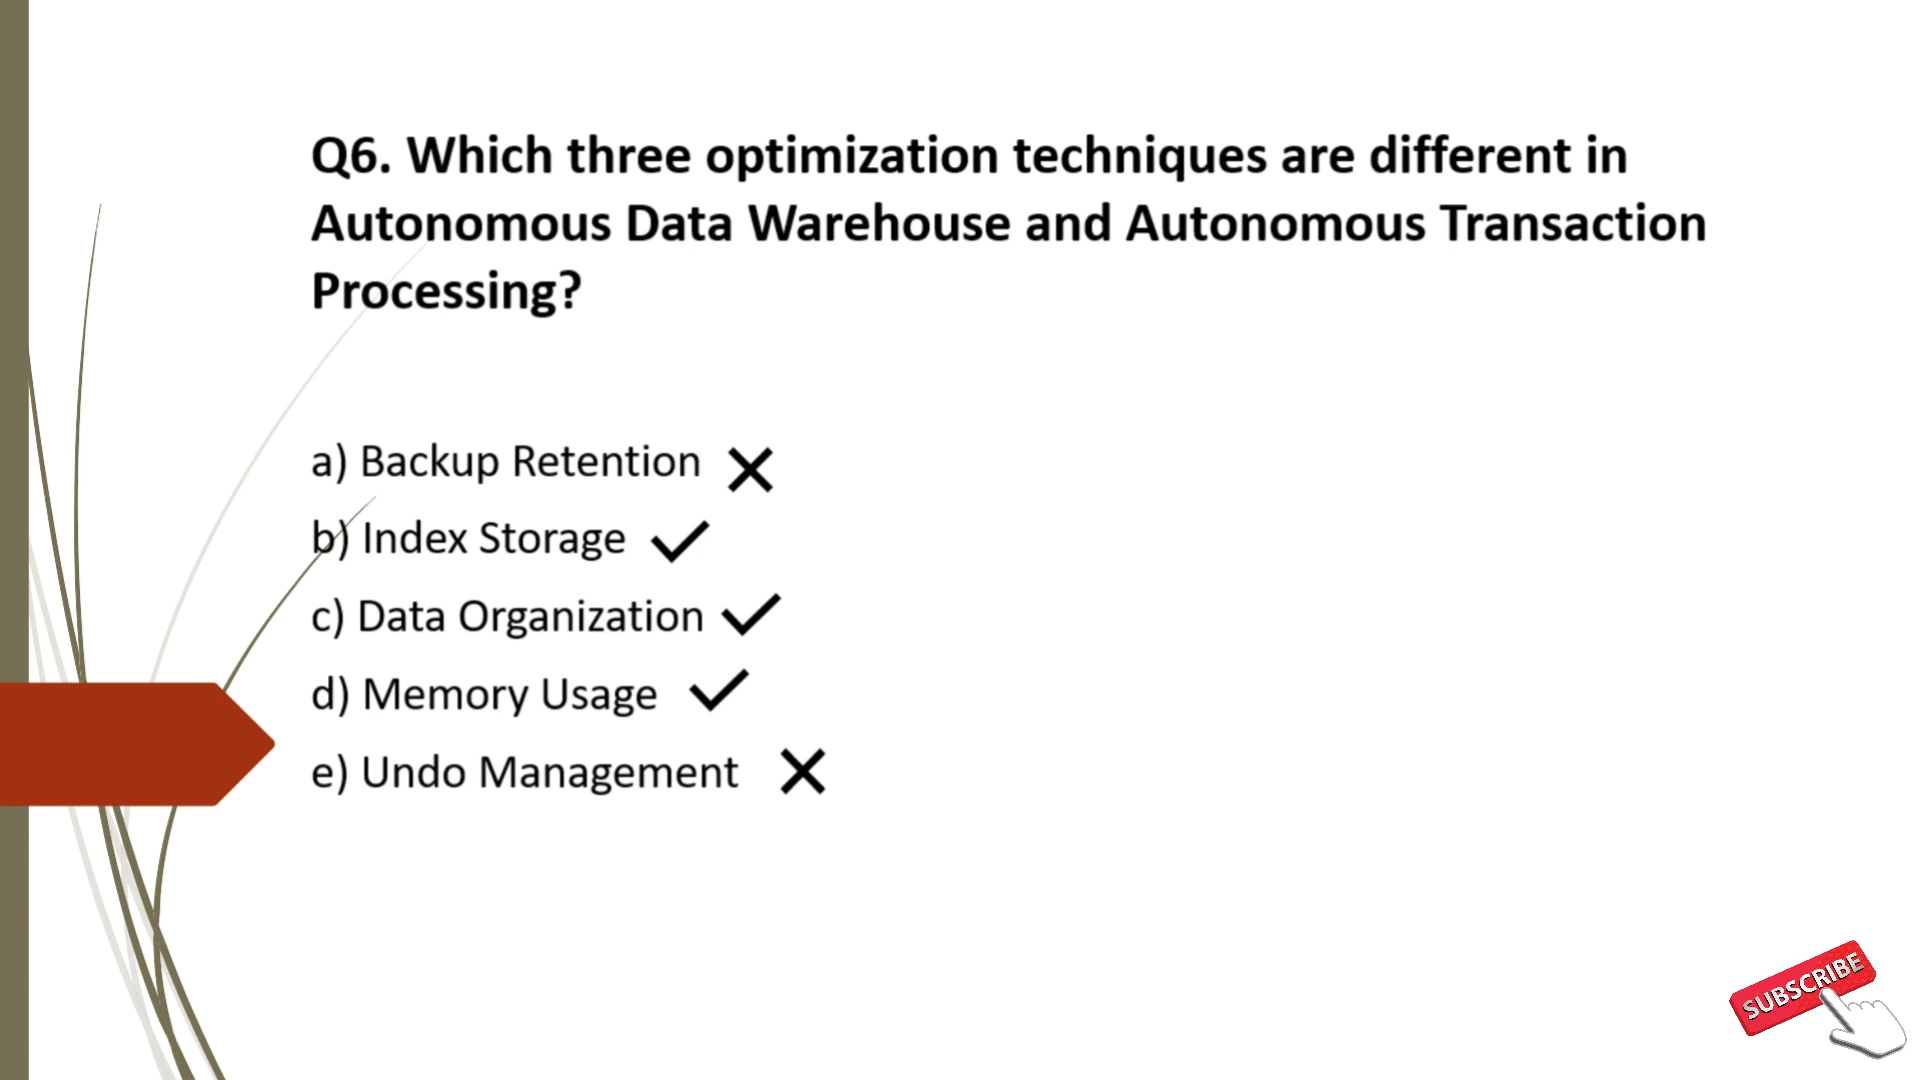 Q6. Which three optimization techniques are different in
Autonomous Data Warehouse and Autonomous Transaction
Processing?
a) Backup Retention
b) Index Storage
c) Data Organization
d) Memory Usage
e) Undo Management
SUBSCRIBE